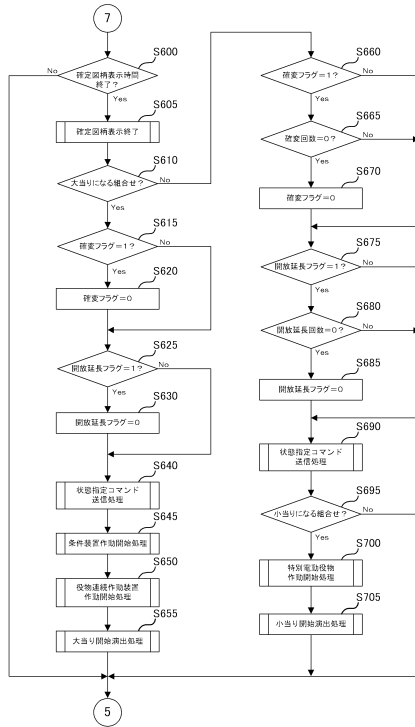 7
S600
確定図柄表示時間
終了？
No
Yes
S605
確定図柄表示終了
S610
大当りになる組合せ？
No
Yes
S615
確変フラグ=1？
No
Yes
S620
確変フラグ=0
S625
開放延長フラグ=1？
No
Yes
S630
開放延長フラグ=0
S640
状態指定コマンド
送信処理
S645
条件装置作動開始処理
S650
役物連続作動装置
作動開始処理
S655
大当り開始演出処理
5
S660
確変フラグ=1？
No
Yes
S665
確変回数=0？
No
Yes
S670
確変フラグ=0
S675
開放延長フラグ=1？
No
Yes
S680
開放延長回数=0？
No
Yes
S685
開放延長フラグ=0
S690
状態指定コマンド
送信処理
S695
小当りになる組合せ？
No
Yes
S700
特別電動役物
作動開始処理
S705
小当り開始演出処理